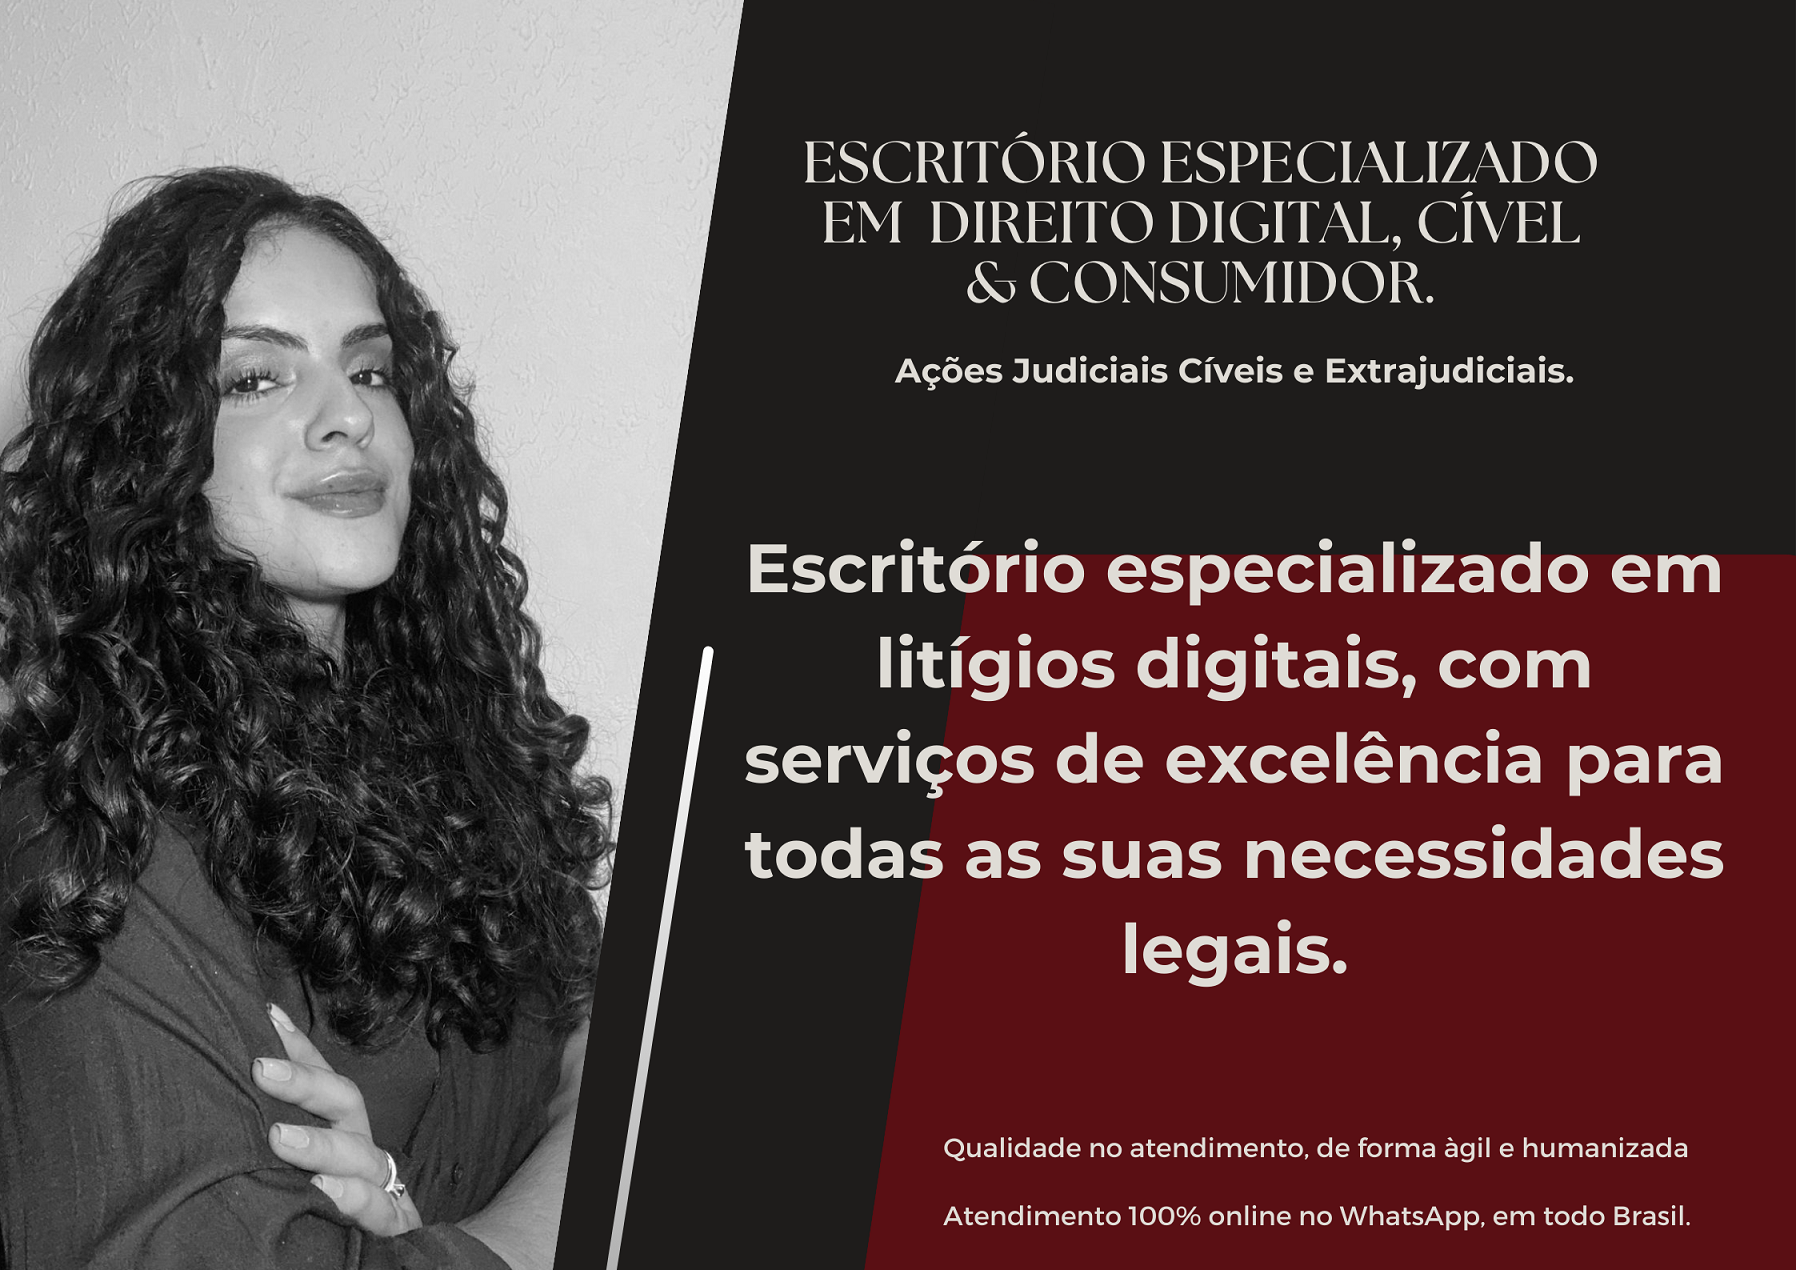 ESCRITÓRIO ESPECIALIZADO
EM DIREITO DIGITAL, CÍVEL
& CONSUMIDOR.
Ações Judiciais Cíveis e Extrajudiciais.
Escritório especializado em
litígios digitais, com
serviços de excelência para
todas as suas necessidades
legais.
Qualidade no atendimento, de forma àgil e humanizada
Atendimento 100% online no WhatsApp, em todo Brasil.